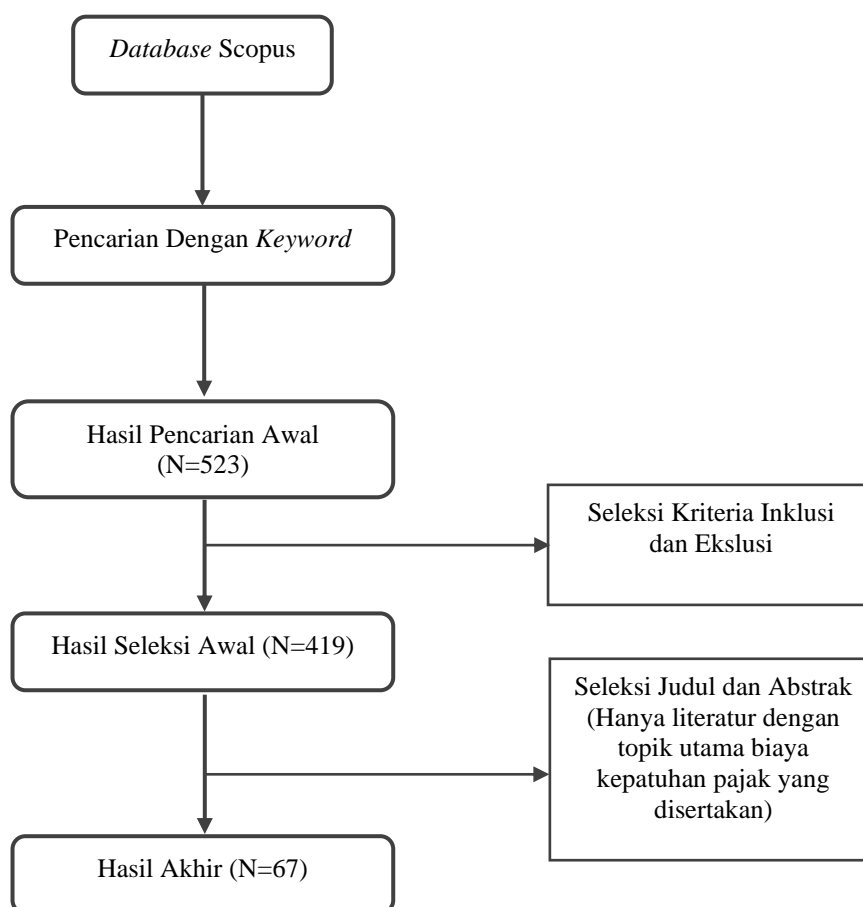 Database Scopus
Pencarian Dengan Keyword
Hasil Pencarian Awal
(N=523)
Seleksi Kriteria Inklusi
dan Ekslusi
Hasil Seleksi Awal (N=419)
Seleksi Judul dan Abstrak
(Hanya literatur dengan
topik utama biaya
kepatuhan pajak yang
disertakan)
Hasil Akhir (N=67)